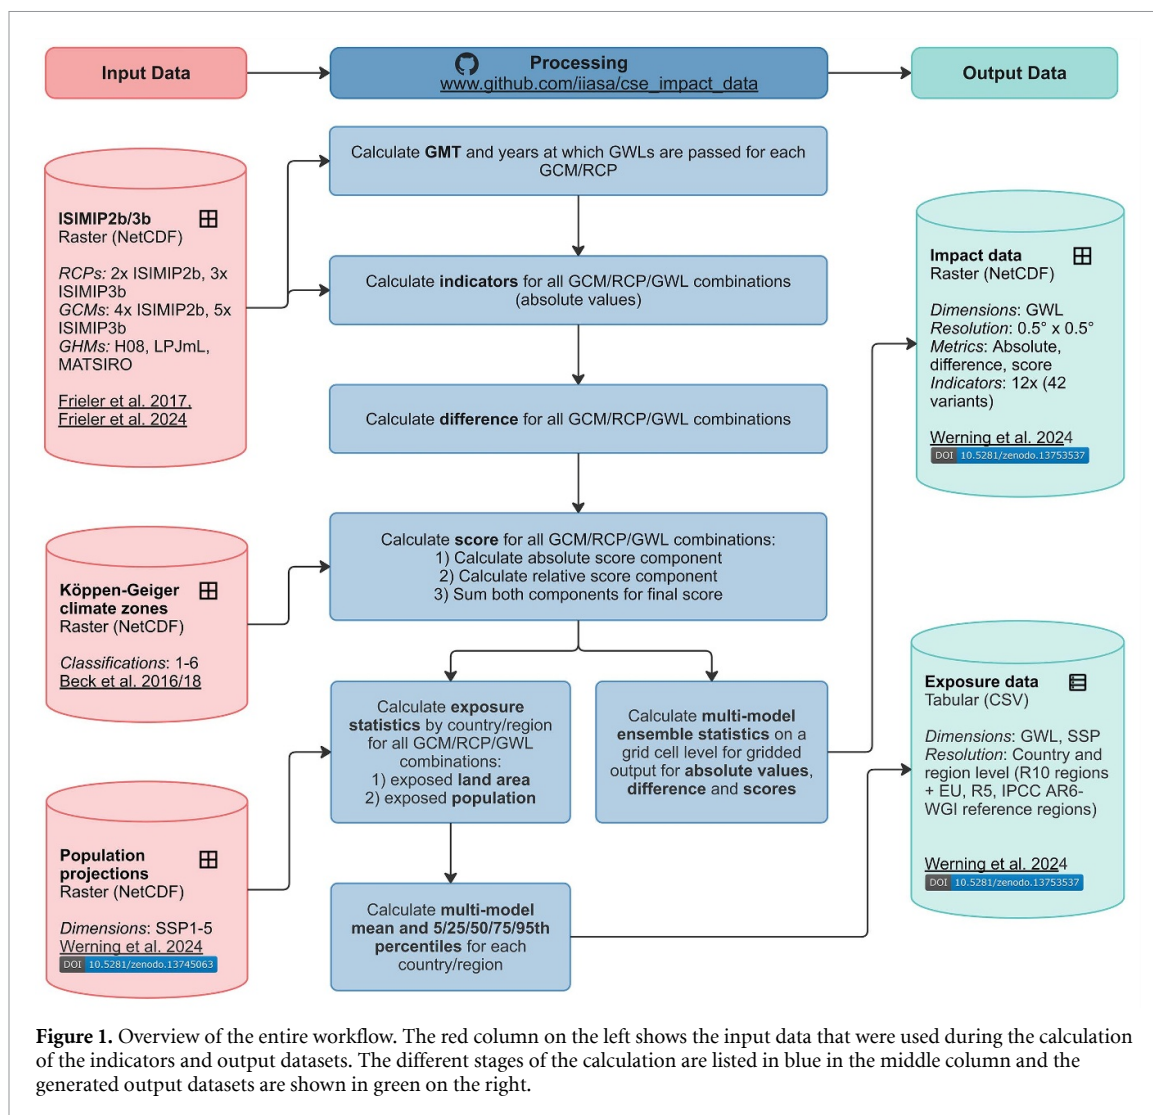 Input Data
Processing
www.github.com/iiasa/cse_impact_data
Output Data
ISIMIP2b/3b
Raster (NetCDF)
RCPs: 2x ISIMIP2b, 3x
ISIMIP3b
GCMs: 4x ISIMIP2b, 5x
ISIMIP3b
GHMs: H08, LPJmL,
MATSIRO
Frieler et al. 2017,
Frieler et al. 2024
Köppen-Geiger
climate zones
Raster (NetCDF)
Classifications: 1-6
Beck et al. 2016/18
Population
projections
Raster (NetCDF)
Dimensions: SSP1-5
Werning et al. 2024
DOI 10.5281/zenodo.13745063
Calculate GMT and years at which GWLs are passed for each
GCM/RCP
Calculate indicators for all GCM/RCP/GWL combinations
(absolute values)
Calculate difference for all GCM/RCP/GWL combinations
Calculate score for all GCM/RCP/GWL combinations:
1) Calculate absolute score component
2) Calculate relative score component
3) Sum both components for final score
Calculate exposure
statistics by country/region
for all GCM/RCP/GWL
combinations:
1) exposed land area
2) exposed population
Calculate multi-model
ensemble statistics on a
grid cell level for gridded
output for absolute values,
difference and scores
Calculate multi-model
mean and 5/25/50/75/95th
percentiles for each
country/region
Impact data
Raster (NetCDF)
Dimensions: GWL
Resolution: 0.5° x 0.5°
Metrics: Absolute,
difference, score
Indicators: 12x (42
variants)
Werning et al. 2024
DOI 10.5281/zenodo.13753537
Exposure data
Tabular (CSV)
Dimensions: GWL, SSP
Resolution: Country and
region level (R10 regions
+ EU, R5, IPCC AR6-
WGI reference regions)
Werning et al. 2024
DOI 10.5281/zenodo.13753537
Figure 1. Overview of the entire workflow. The red column on the left shows the input data that were used during the calculation
of the indicators and output datasets. The different stages of the calculation are listed in blue in the middle column and the
generated output datasets are shown in green on the right.